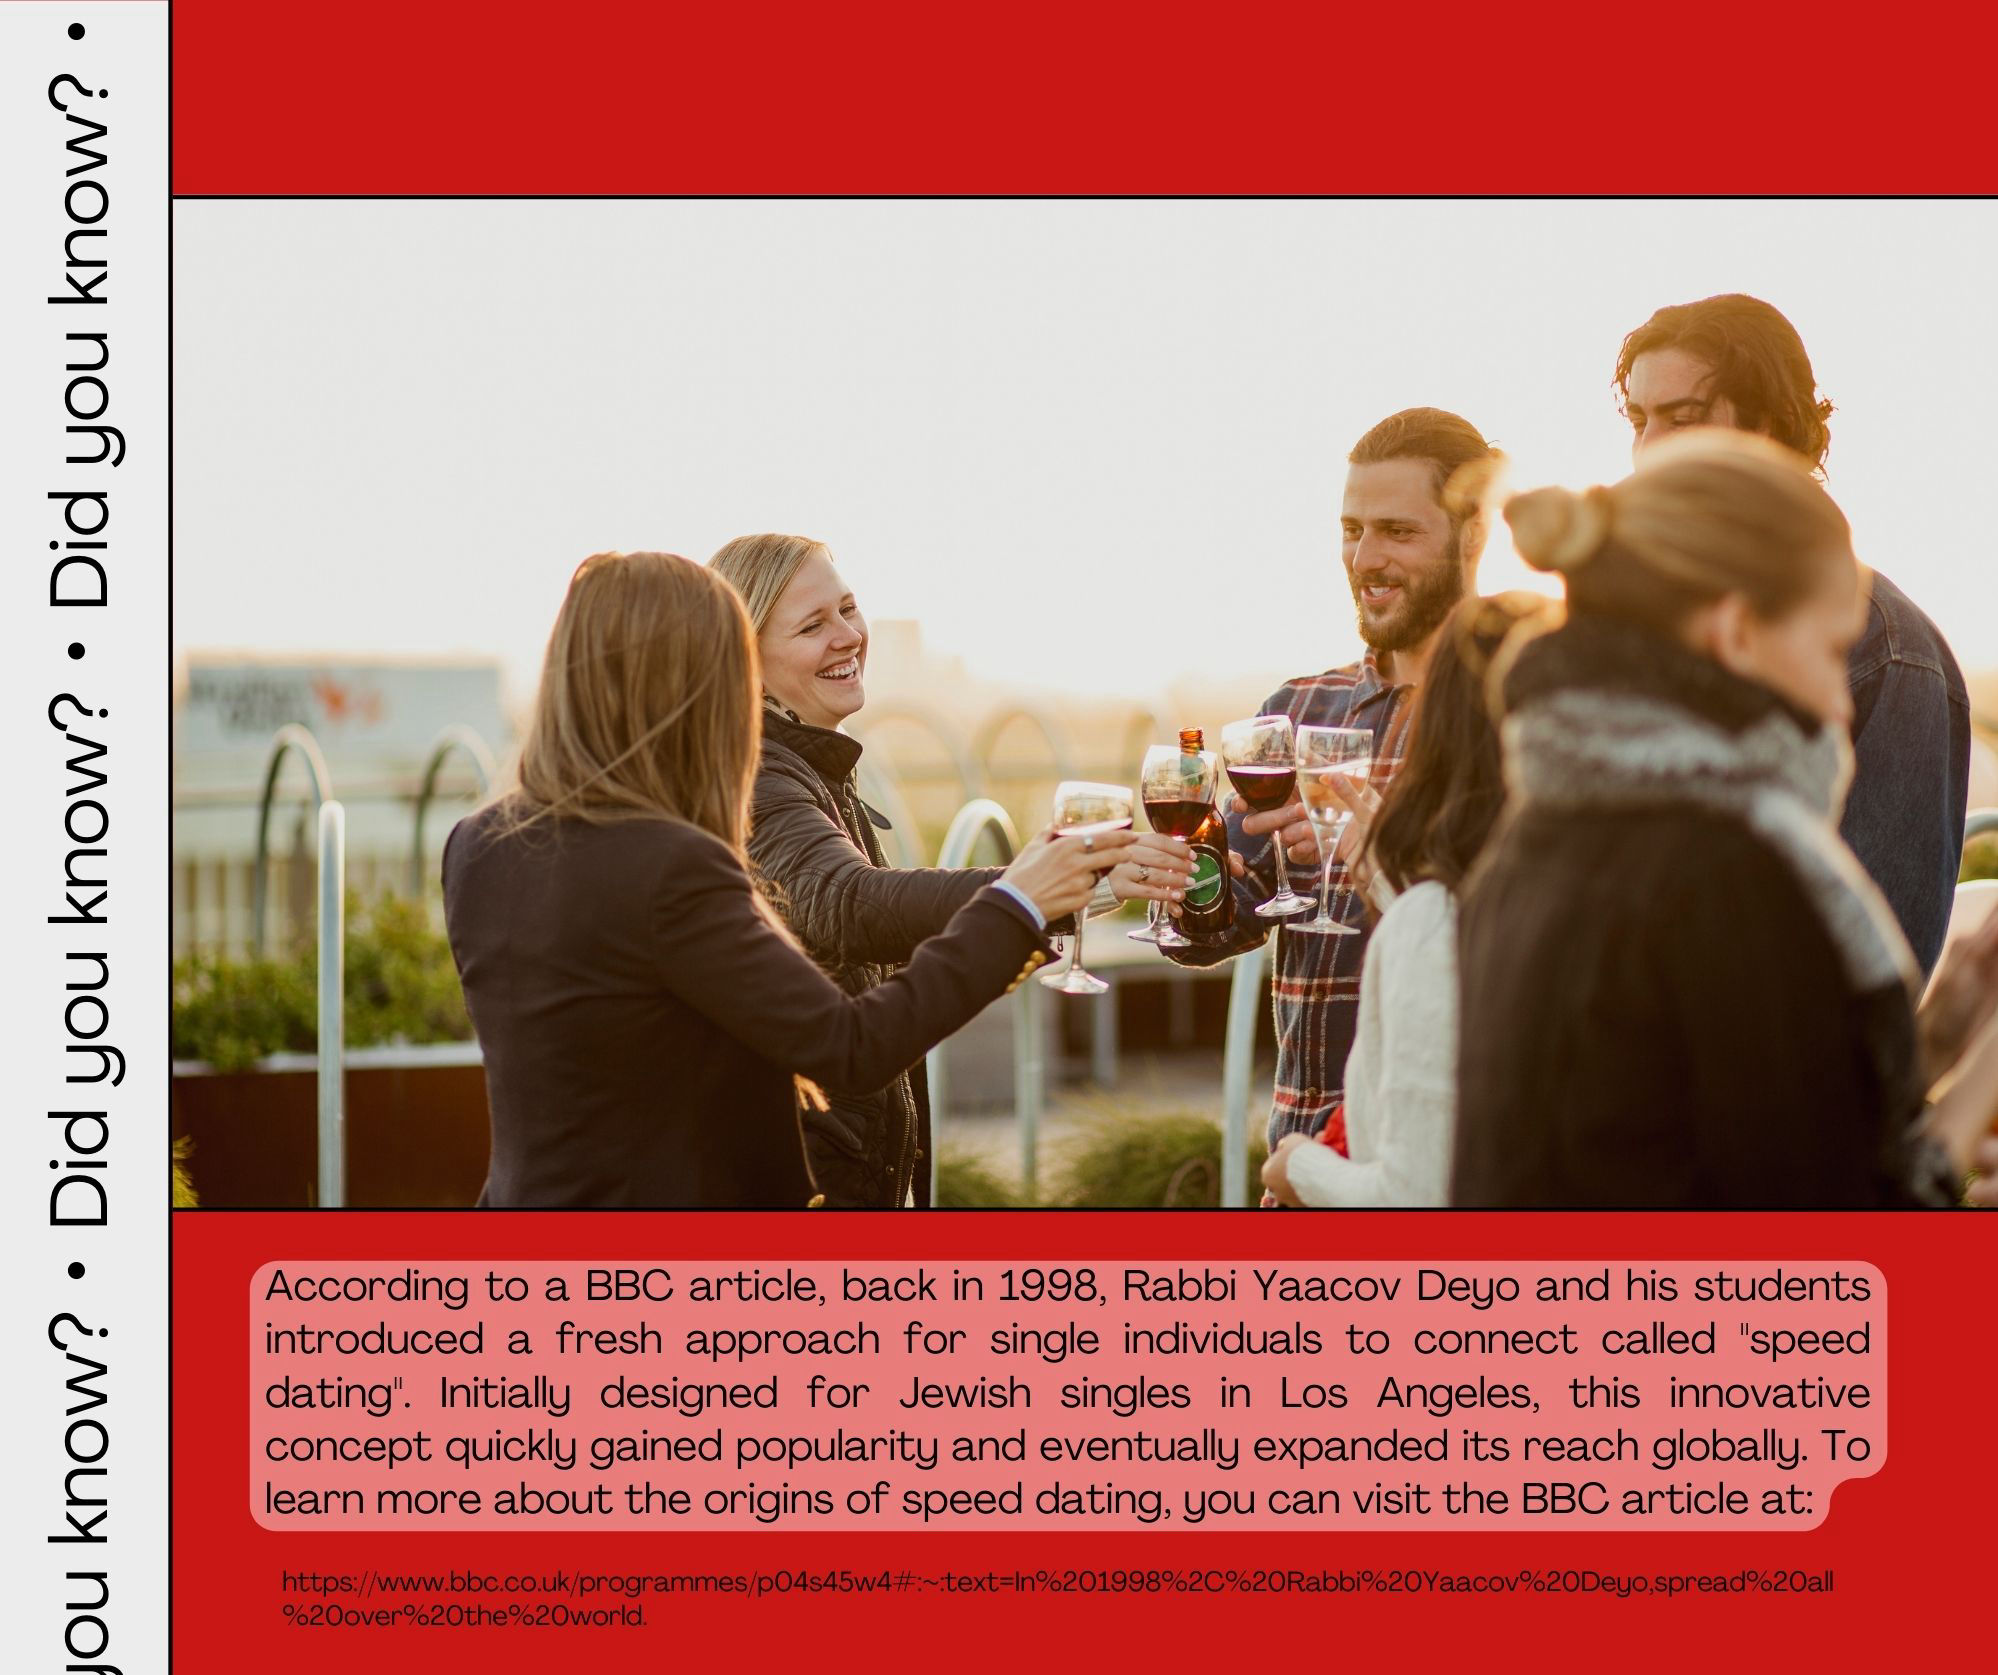 you know? • Did you know? • Did you know? •
According to a BBC article, back in 1998, Rabbi Yaacov Deyo and his students
introduced a fresh approach for single individuals to connect called "speed
dating". Initially designed for Jewish singles in Los Angeles, this innovative
concept quickly gained popularity and eventually expanded its reach globally. To
learn more about the origins of speed dating, you can visit the BBC article at:
https://www.bbc.co.uk/programmes/p04s45w4#:~:text=In%201998%2C%20Rabbi%20Yaacov%20Deyo,spread%20all
%20over%20the%20world.